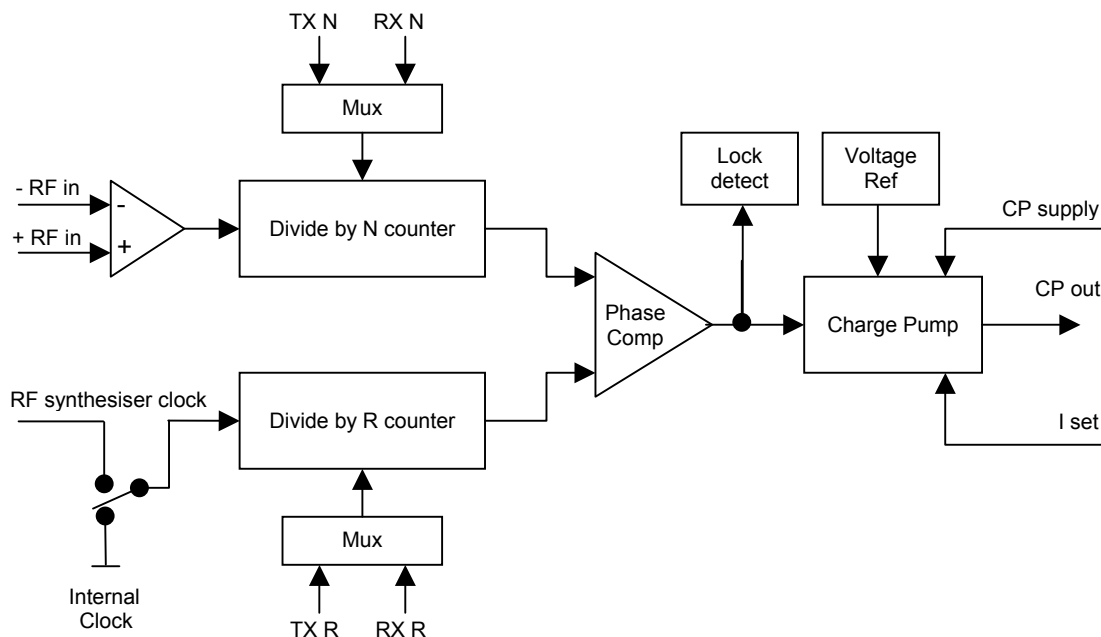 TX N
RX N
Mux
- RF in
-
+ RF in
+
Divide by N counter
Lock
detect
Voltage
Ref
CP supply
CP out
Phase
Comp
Charge Pump
RF synthesiser clock
Divide by R counter
I set
Mux
Internal
Clock
TX R
RX R